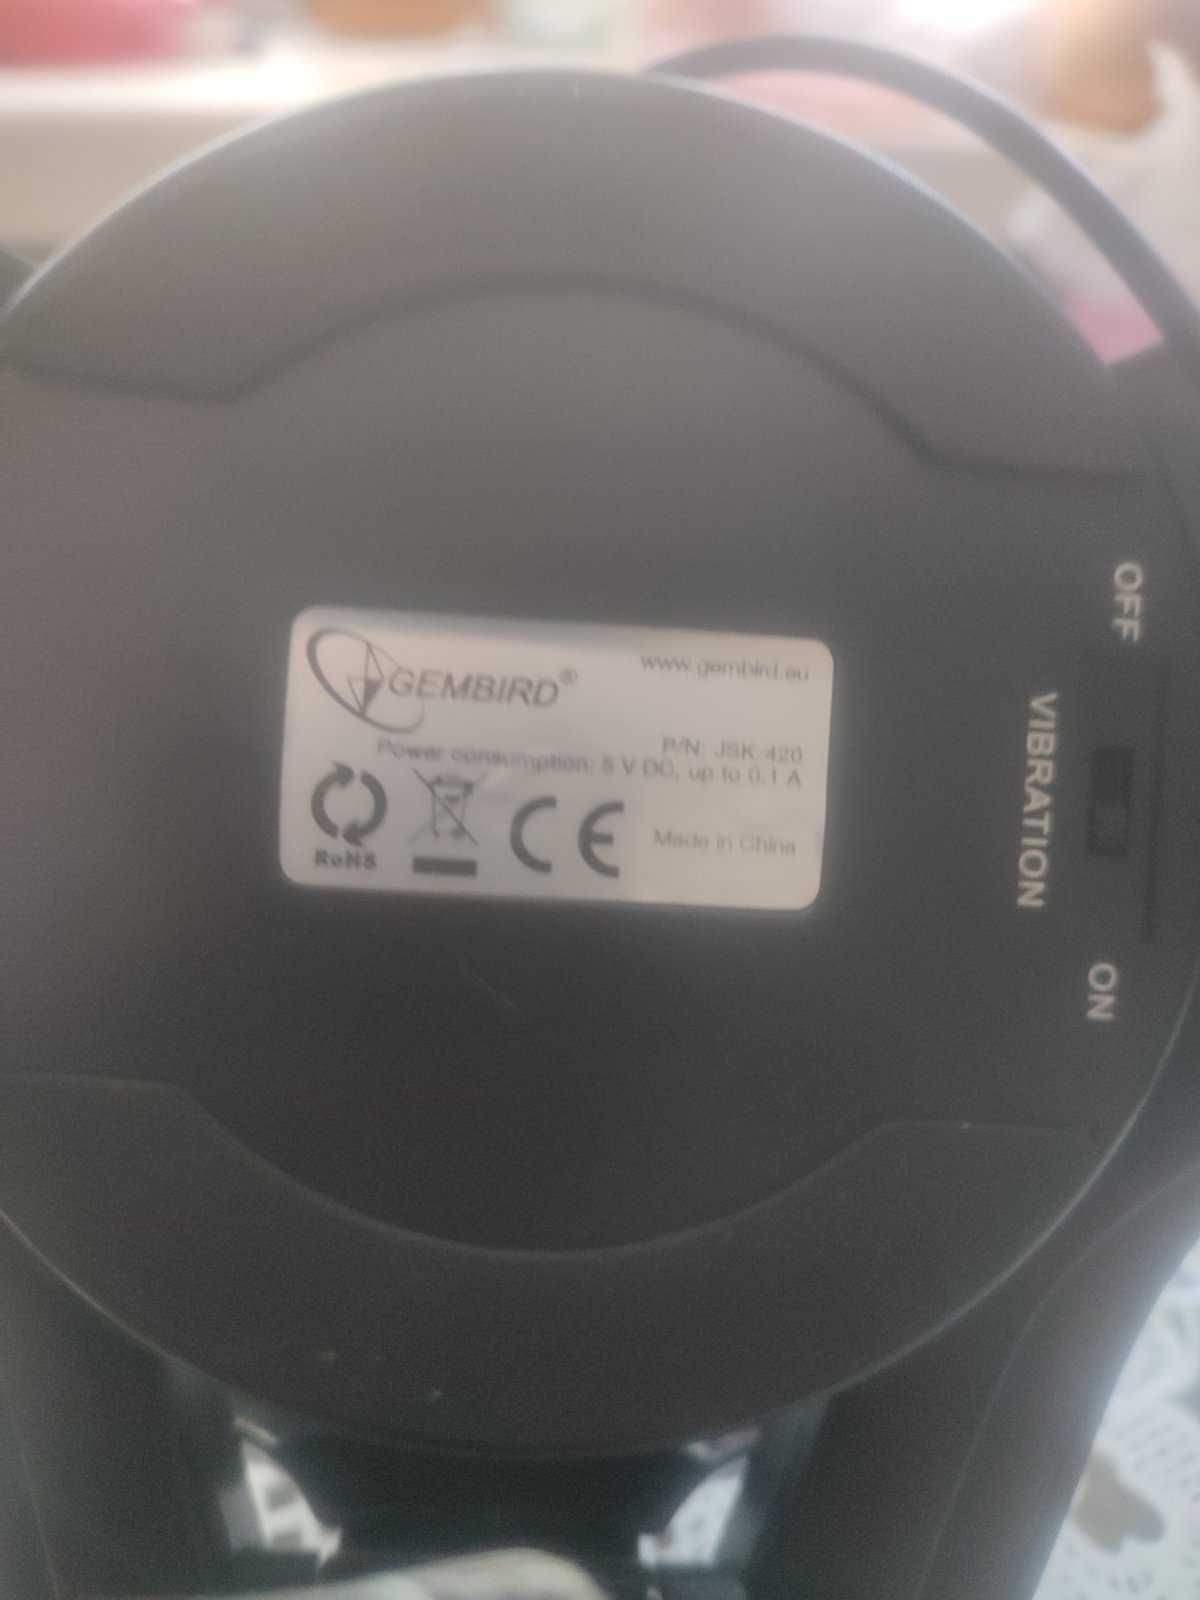 GEMBIRD®
www.gembird.eu
P/N: JSK-420
Power consumption: 5 V DC, up to 0.1 A
RoHS
CE
Made in China
OFF
VIBRATION
ON